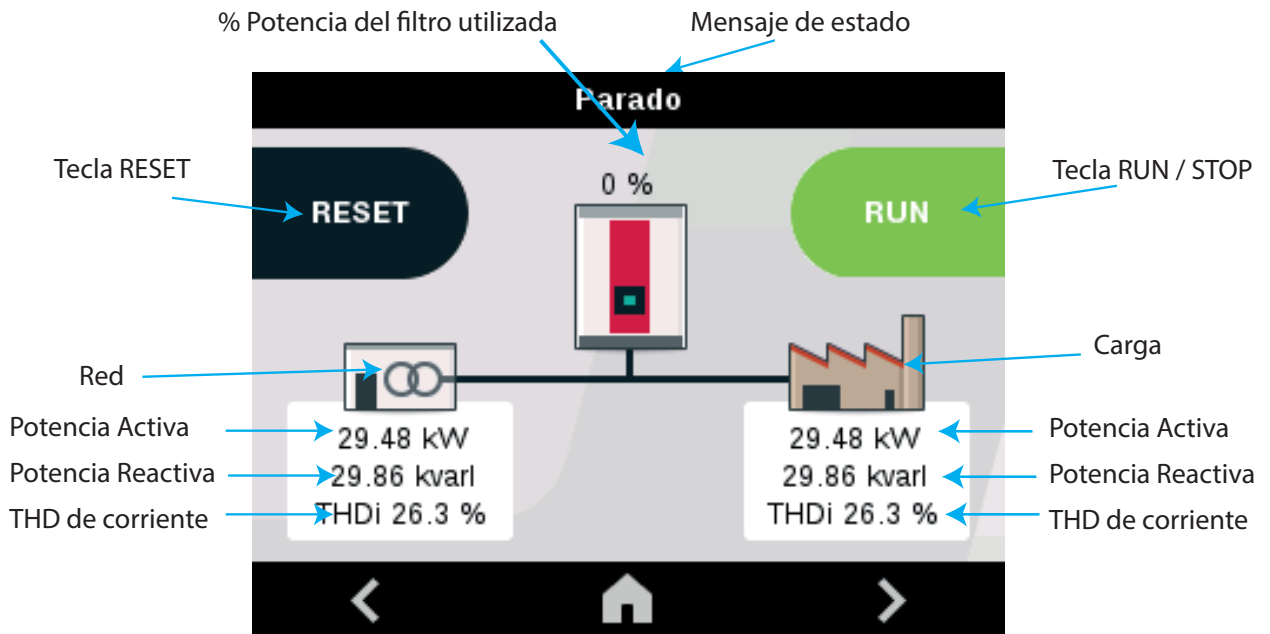 % Potencia del filtro utilizada
Mensaje de estado
Parado
Tecla RESET
Tecla RUN / STOP
0 %
RESET
RUN
Carga
Red
Potencia Activa
29.48 kW
29.48 kW
Potencia Activa
Potencia Reactiva
29.86 kvarl
29.86 kvarl
Potencia Reactiva
THD de corriente
THDi 26.3 %
THDi 26.3 %
THD de corriente